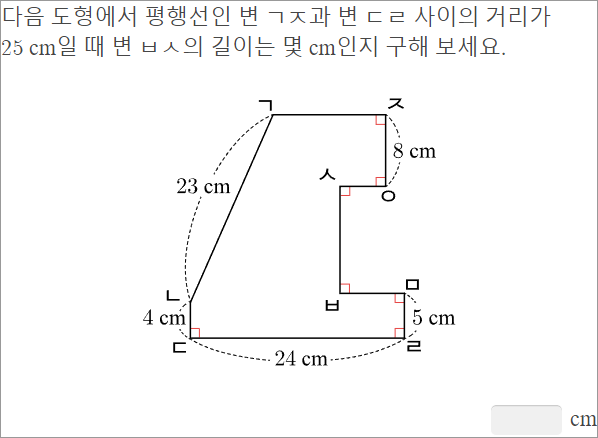 다음 도형에서 평행선인 변 ㄱㅈ과 변 ㄷㄹ 사이의 거리가
25 cm일 때 변 ㅂㅅ의 길이는 몇 cm인지 구해 보세요.
ㄱ
ㅈ
8 cm
ㅅ
23 cm
ㅇ
ㅁ
ㄴ
ㅂ
4 cm
5 cm
ㄷ
ㄹ
24 cm
cm